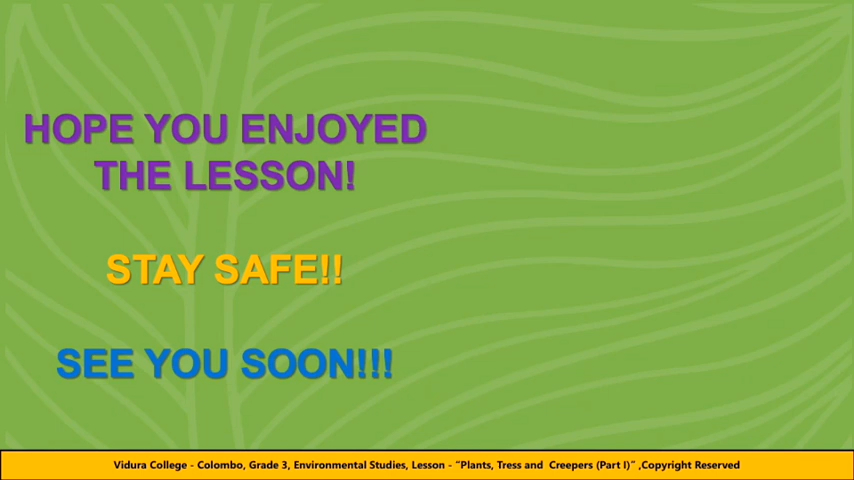 HOPE YOU ENJOYED
THE LESSON!
STAY SAFE!!
SEE YOU SOON!!!
Vidura College - Colombo, Grade 3, Environmental Studies, Lesson - “Plants, Tress and  Creepers (Part I)” ,Copyright Reserved